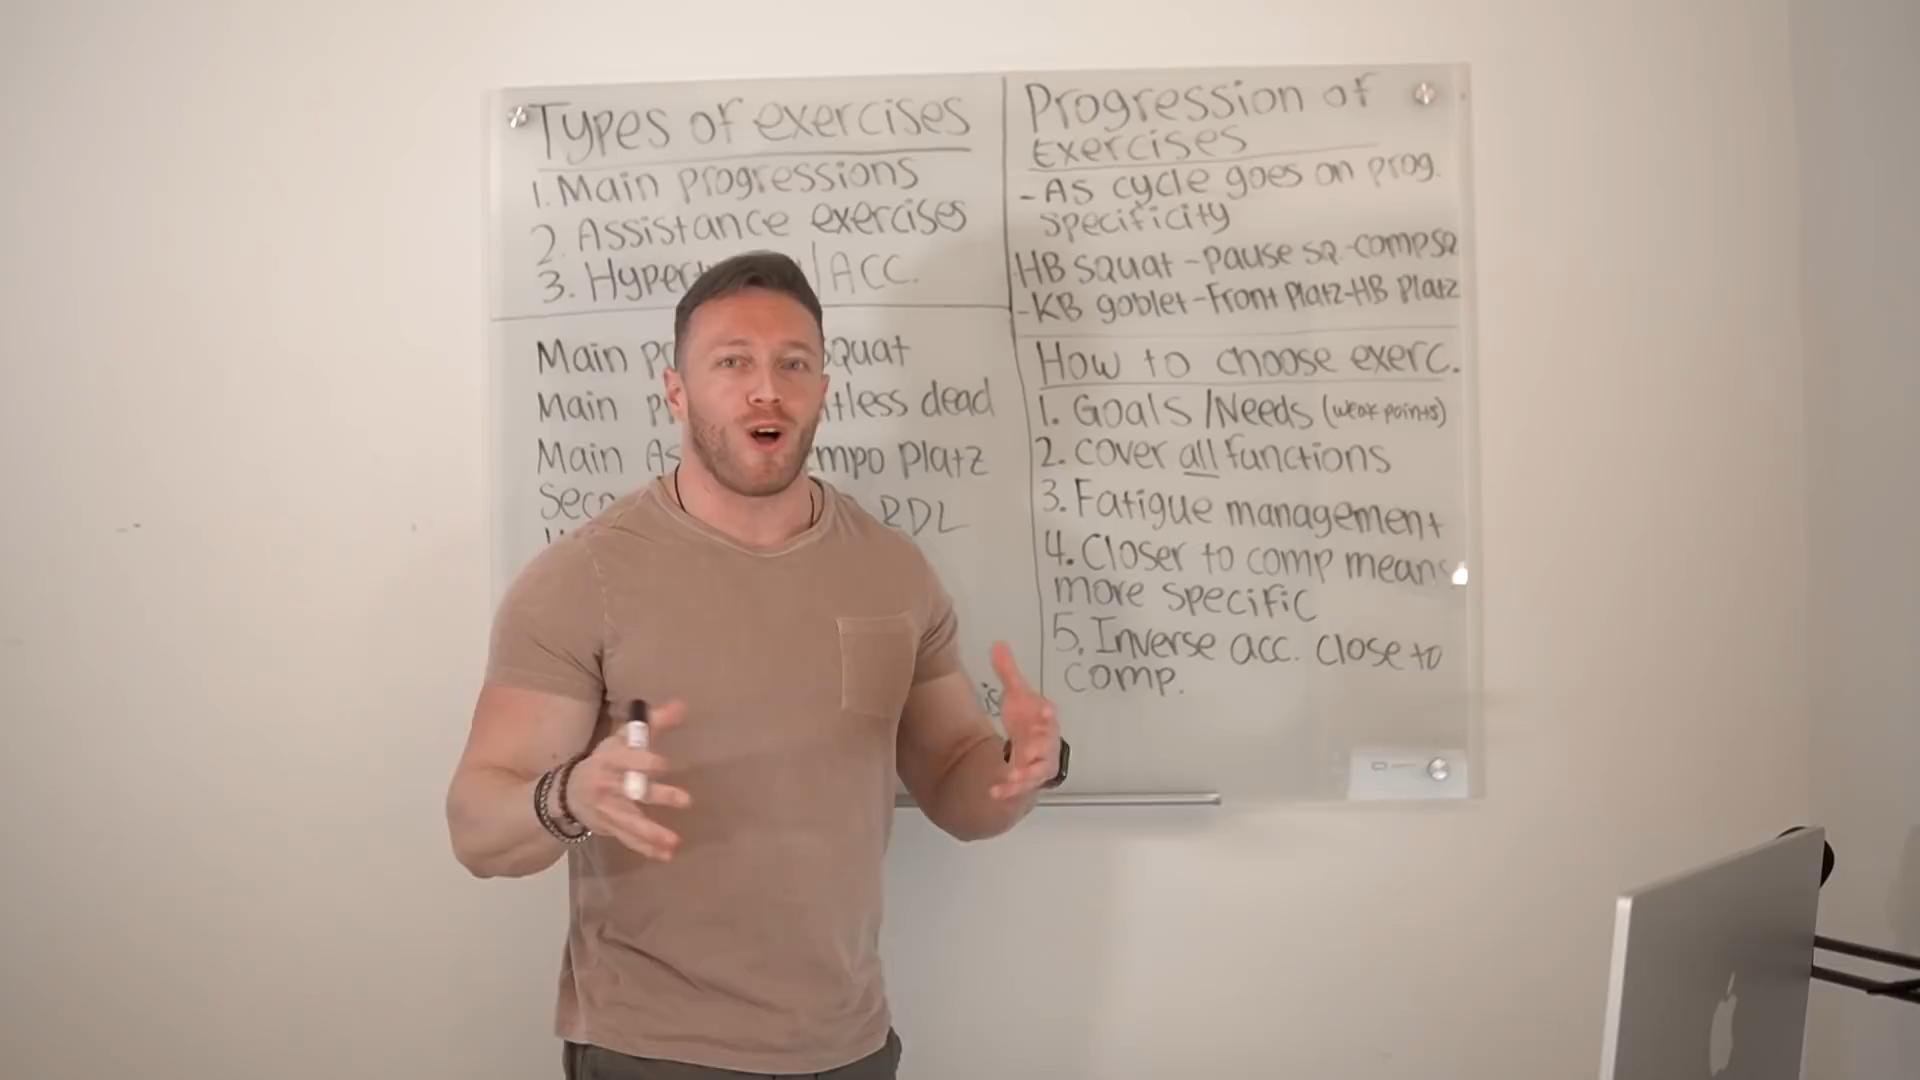 Types of exercises
1. Main progressions
2. Assistance exercises
3. ACC.
Main squat
Main dead
Main Platz
RDL
Progression of
Exercises
- As cycle goes on prog.
specificity
HB squat - pause sq - comp sq
- KB goblet - Front Platz - HB Platz
How to choose exerc.
1. Goals / Needs (weak points)
2. cover all functions
3. Fatigue management
4. Closer to comp means
more specific
5. Inverse acc. close to
comp.